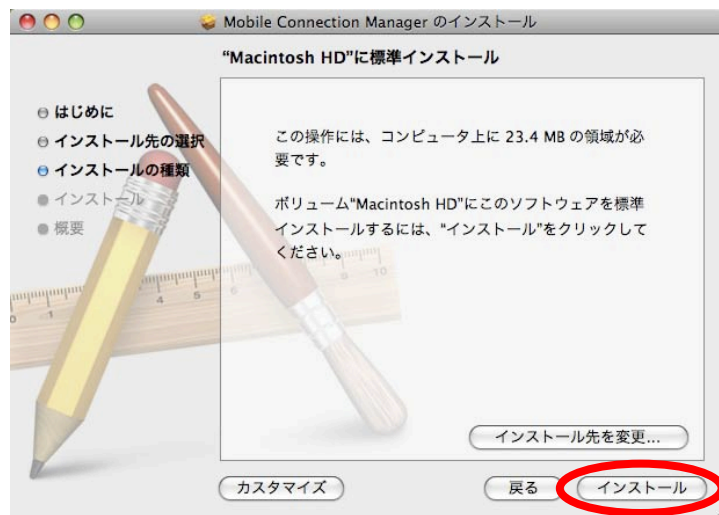 Mobile Connection Manager のインストール
“Macintosh HD”に標準インストール
はじめに
インストール先の選択
インストールの種類
インストール
概要
この操作には、コンピュータ上に 23.4 MB の領域が必
要です。
ボリューム“Macintosh HD”にこのソフトウェアを標準
インストールするには、“インストール”をクリックして
ください。
0 1 4 5 6 10
インストール先を変更...
カスタマイズ
戻る
インストール